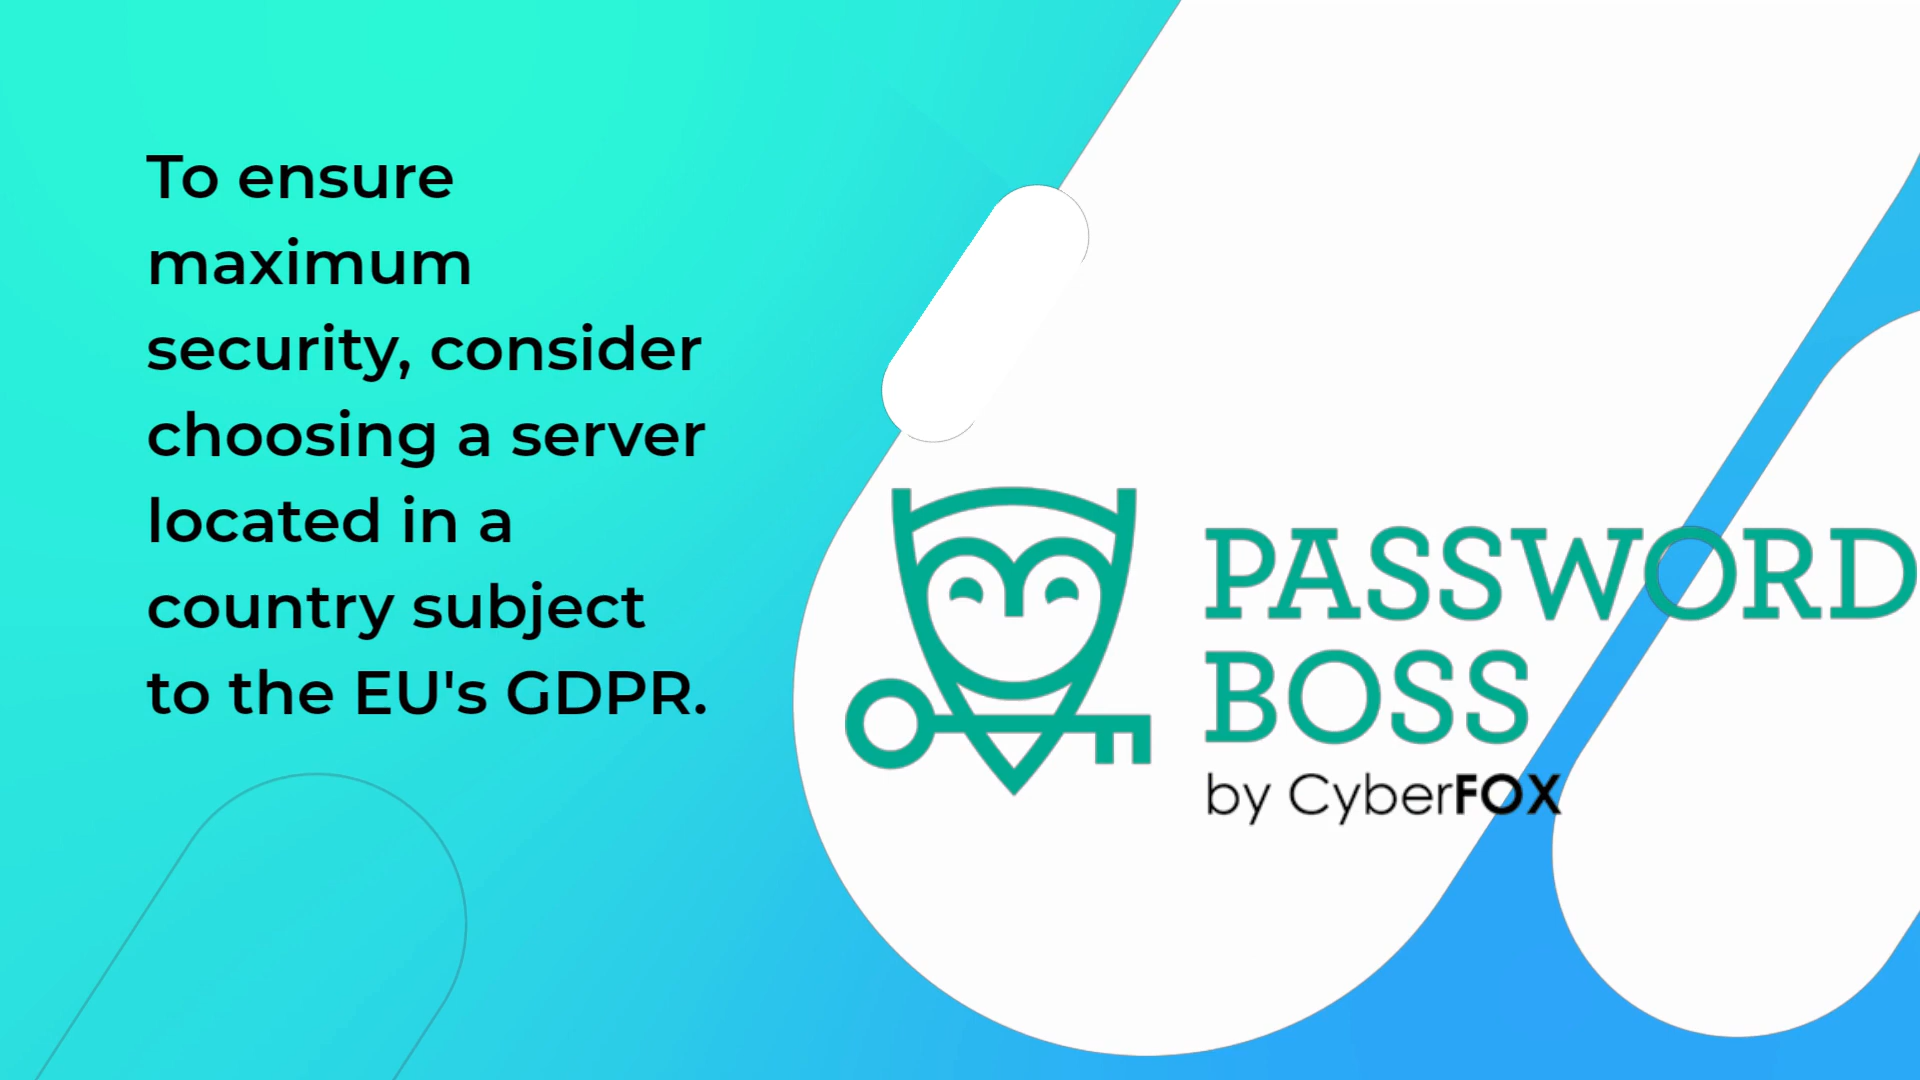 To ensure
maximum
security, consider
choosing a server
located in a
country subject
to the EU's GDPR.
PASSWORD
BOSS
by CyberFOX